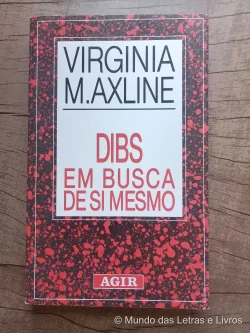 VIRGINIA
M.AXLINE
DIBS
EM BUSCA
DE SI MESMO
AGIR
© Mundo das Letras e Livros